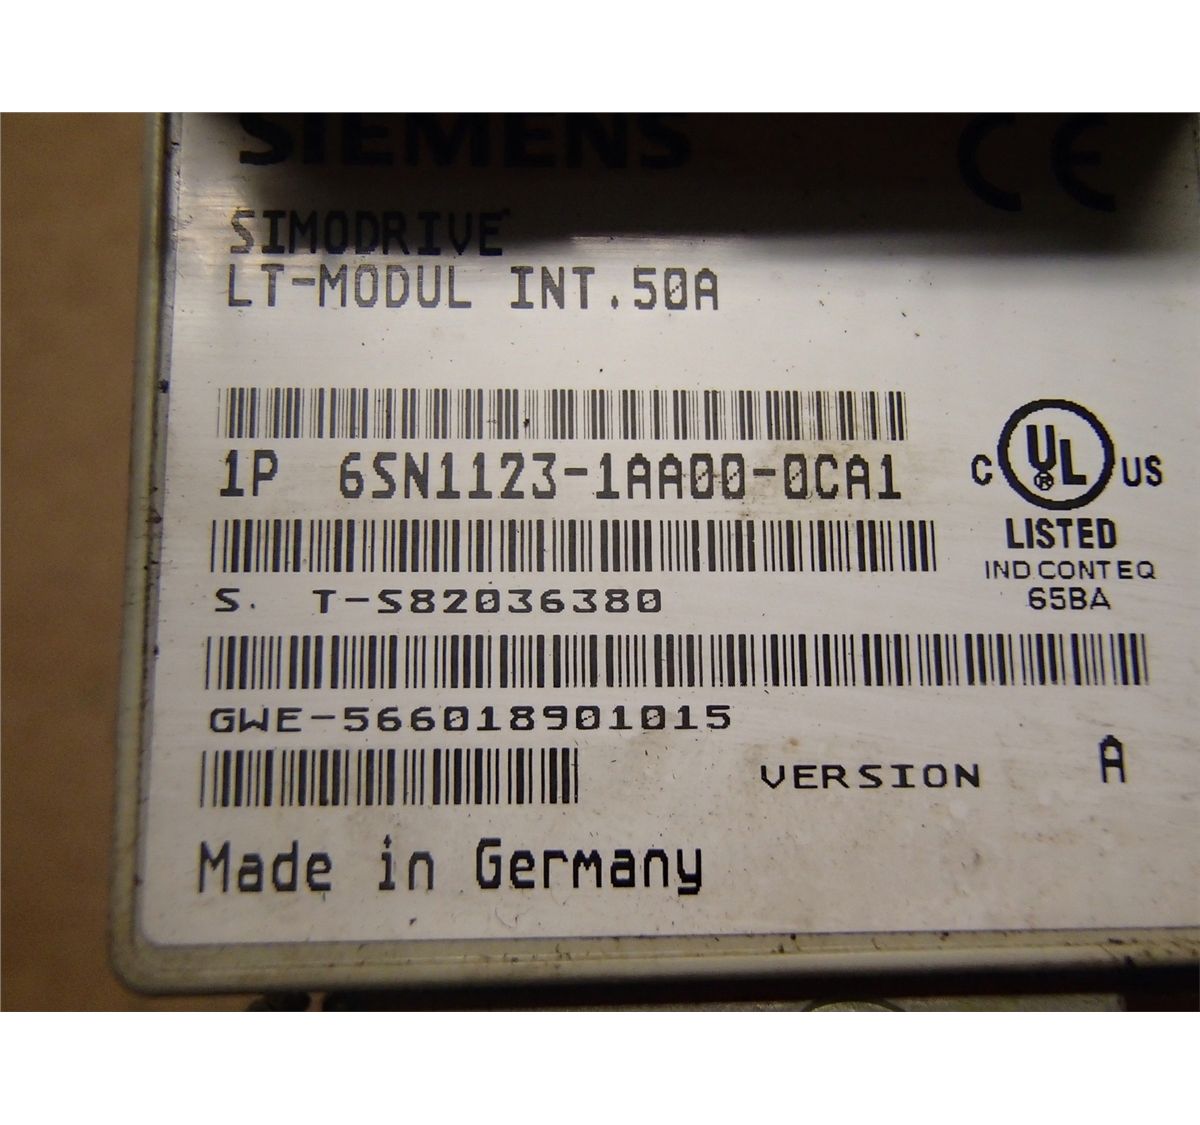 SIEMENS
CE
SIMODRIVE
LT-MODUL INT.50A
1P 6SN1123-1AA00-0CA1
C UL US
®
LISTED
IND.CONT EQ
65BA
S. T-S82036380
GWE-566018901015
VERSION A
Made in Germany